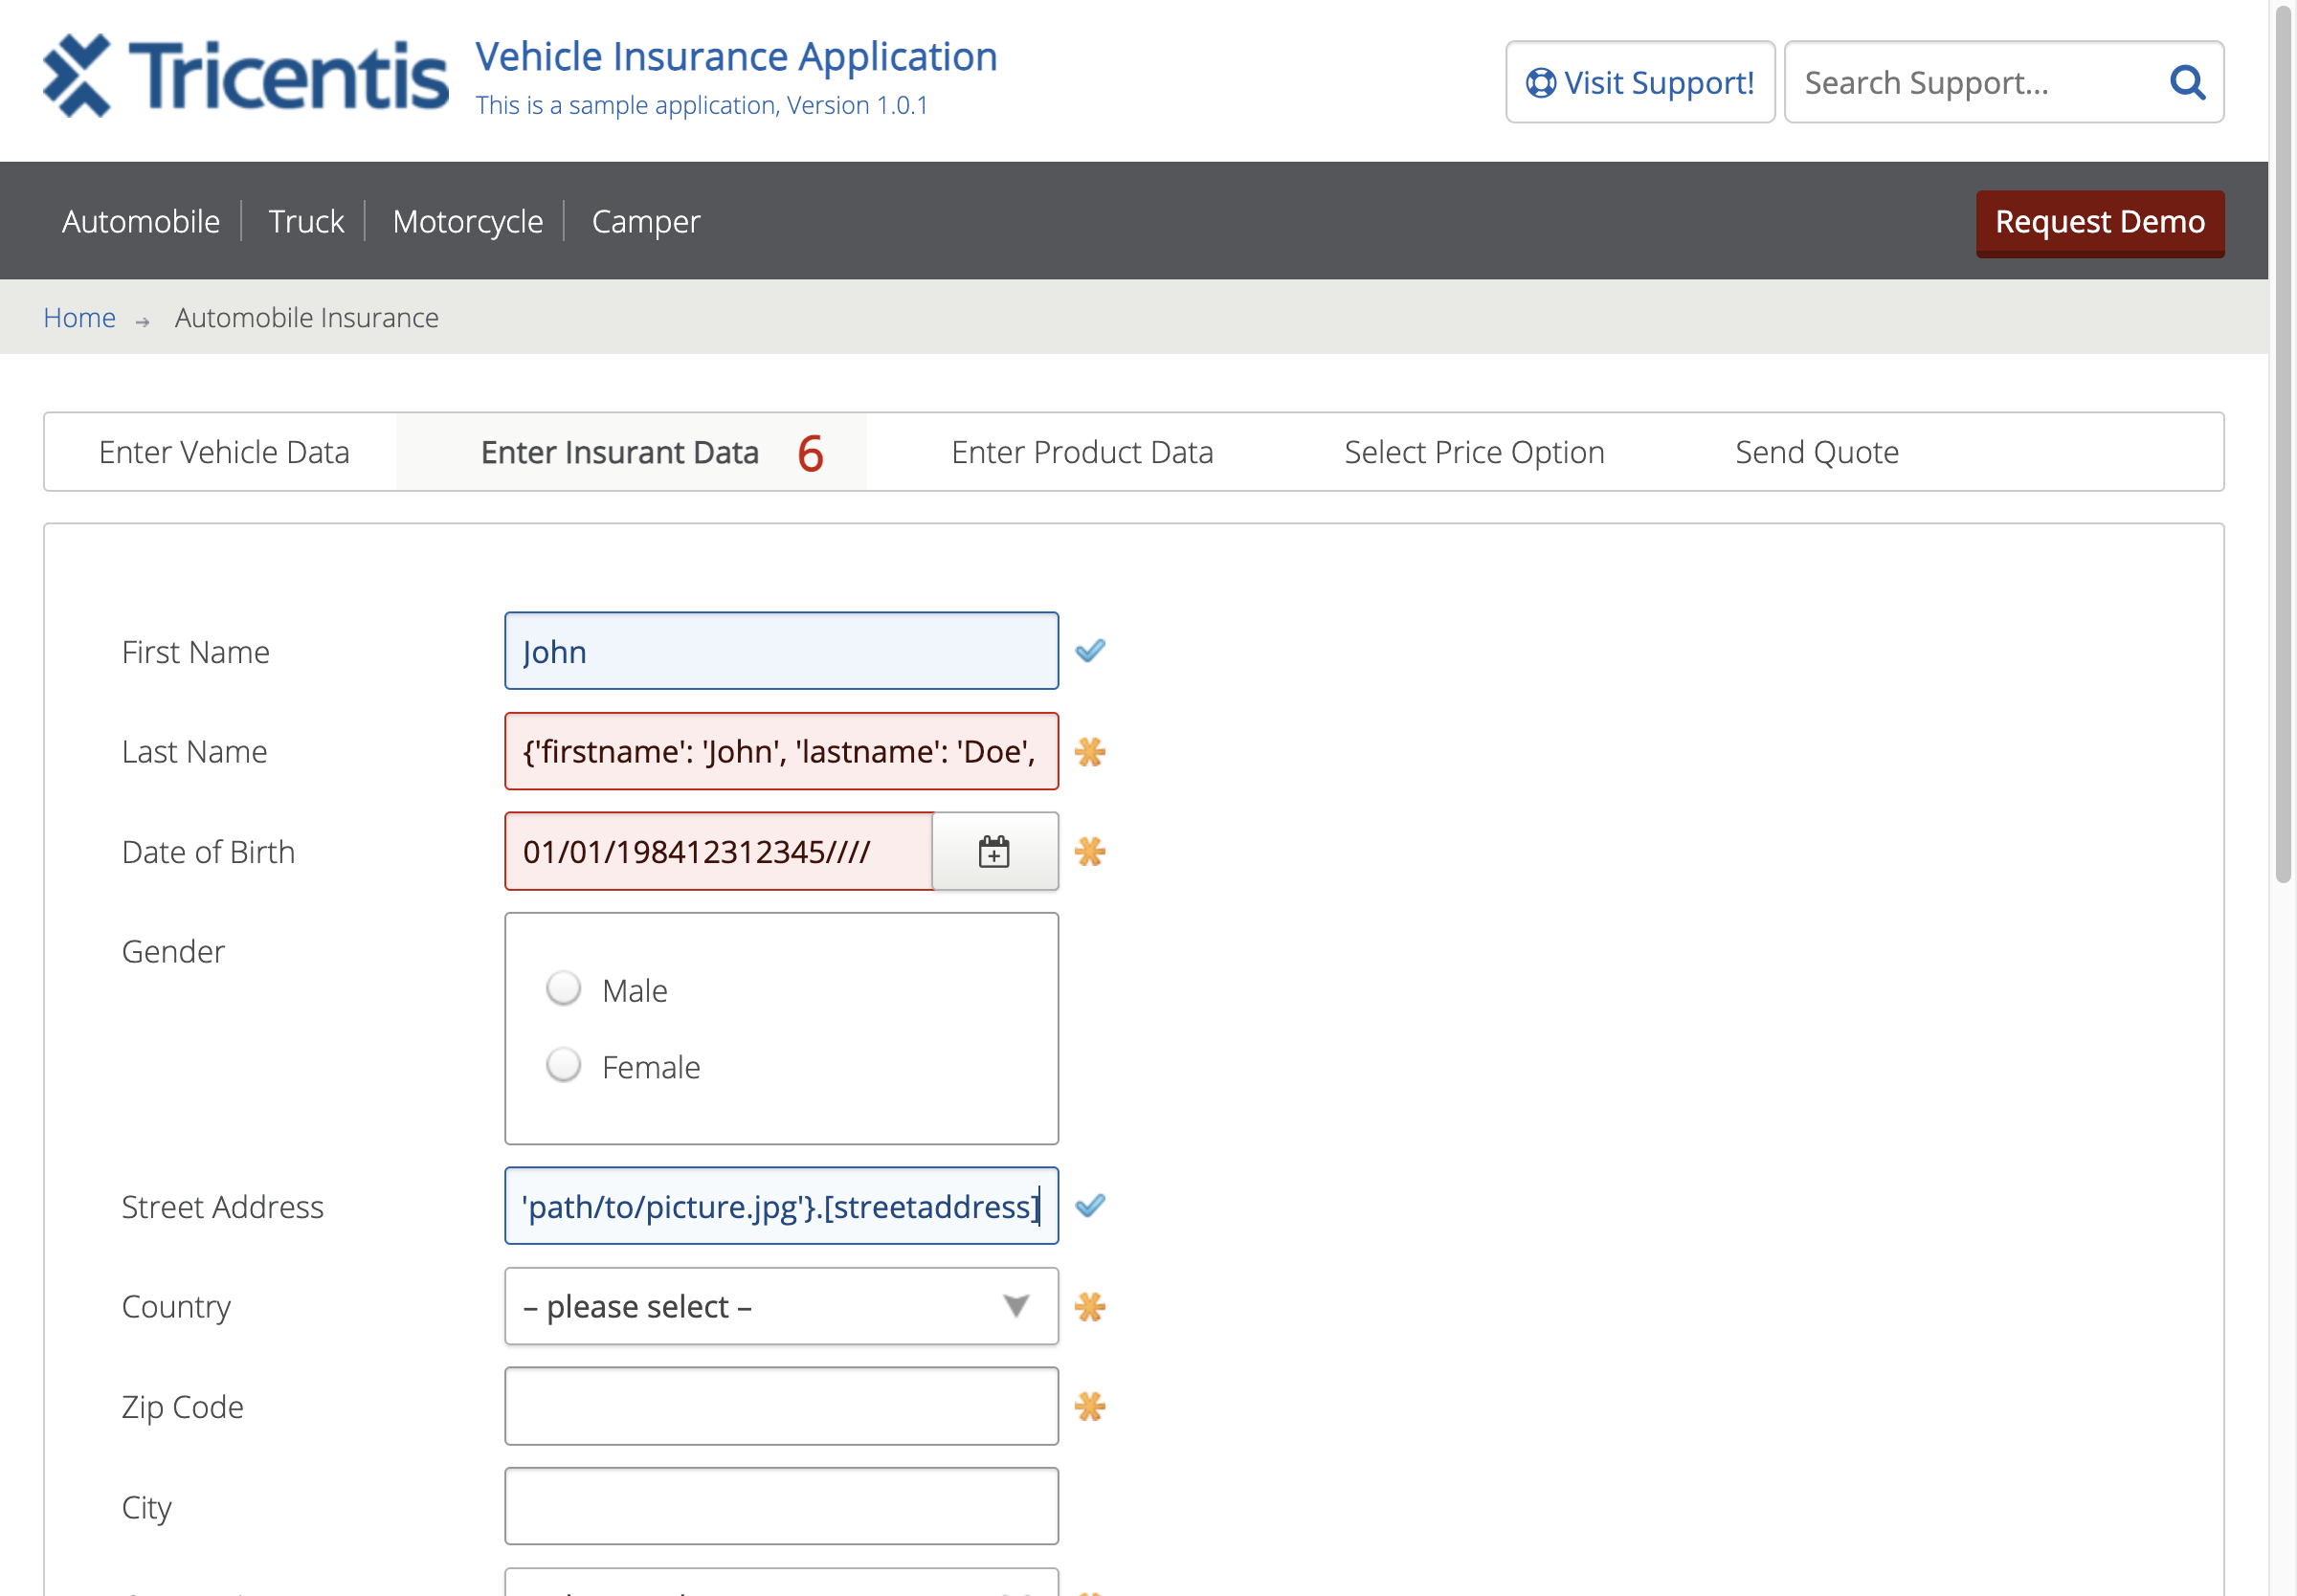 Tricentis
Vehicle Insurance Application
This is a sample application, Version 1.0.1
Visit Support!
Search Support...
Automobile
Truck
Motorcycle
Camper
Request Demo
Home
Automobile Insurance
Enter Vehicle Data
Enter Insurant Data 6
Enter Product Data
Select Price Option
Send Quote
First Name
John
Last Name
{'firstname': 'John', 'lastname': 'Doe',
Date of Birth
01/01/198412312345////
Gender
Male
Female
Street Address
'path/to/picture.jpg'}.[streetaddress]
Country
– please select –
Zip Code
City